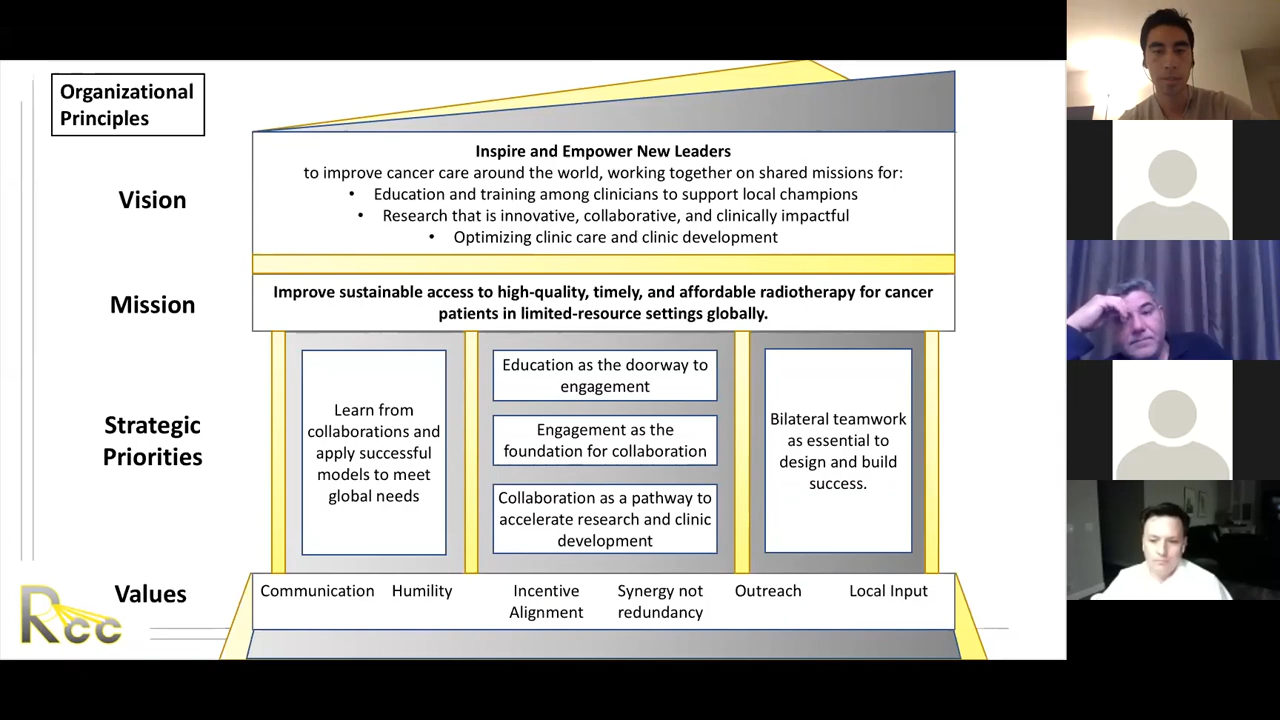 Organizational
Principles
Vision
Inspire and Empower New Leaders
to improve cancer care around the world, working together on shared missions for:
• Education and training among clinicians to support local champions
• Research that is innovative, collaborative, and clinically impactful
• Optimizing clinic care and clinic development
Mission
Improve sustainable access to high-quality, timely, and affordable radiotherapy for cancer
patients in limited-resource settings globally.
Strategic
Priorities
Learn from
collaborations and
apply successful
models to meet
global needs
Education as the doorway to
engagement
Engagement as the
foundation for collaboration
Collaboration as a pathway to
accelerate research and clinic
development
Bilateral teamwork
as essential to
design and build
success.
Values
Communication
Humility
Incentive
Alignment
Synergy not
redundancy
Outreach
Local Input
Rcc